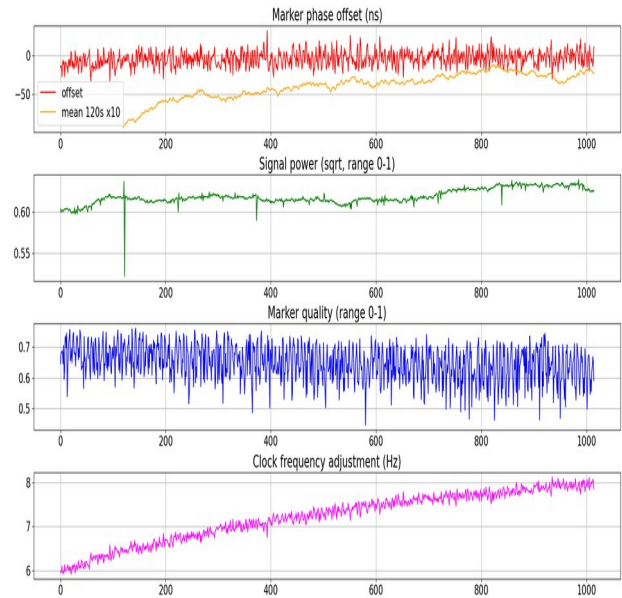 Marker phase offset (ns)
0
−50
offset
mean 120s x10
0 200 400 600 800 1000
Signal power (sqrt, range 0-1)
0.60
0.55
0 200 400 600 800 1000
Marker quality (range 0-1)
0.7
0.6
0.5
0 200 400 600 800 1000
Clock frequency adjustment (Hz)
8
7
6
0 200 400 600 800 1000